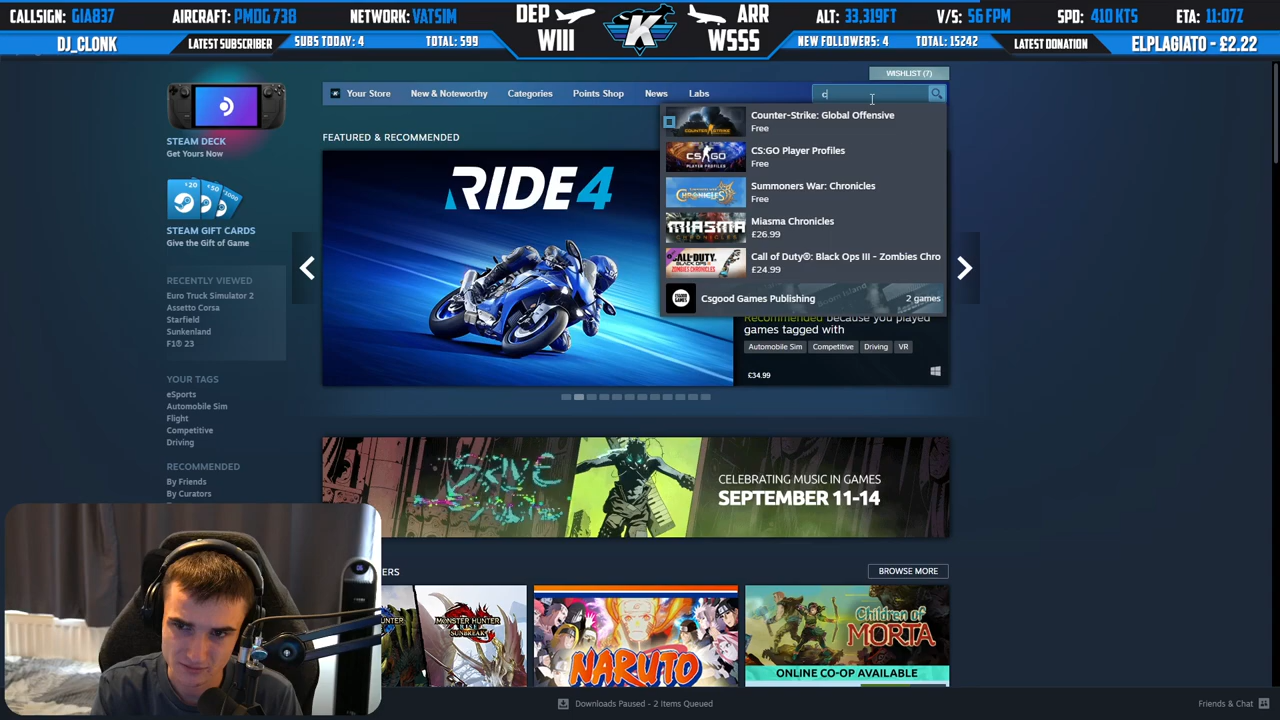 CALLSIGN: GIA837
AIRCRAFT: PMDG 738
NETWORK: VATSIM
DEP
WIII
K
ARR
WSSS
ALT: 33,319FT
V/S: 56 FPM
SPD: 410 KTS
ETA: 11:07Z
DJ_CLONK
LATEST SUBSCRIBER
SUBS TODAY: 4
TOTAL: 599
NEW FOLLOWERS: 4
TOTAL: 15242
LATEST DONATION
ELPLAGIATO - £2.22
WISHLIST (7)
Your Store
New & Noteworthy
Categories
Points Shop
News
Labs
c
STEAM DECK
Get Yours Now
$20
STEAM GIFT CARDS
Give the Gift of Game
RECENTLY VIEWED
Euro Truck Simulator 2
Assetto Corsa
Starfield
Sunkenland
F1® 23
YOUR TAGS
eSports
Automobile Sim
Flight
Competitive
Driving
RECOMMENDED
By Friends
By Curators
FEATURED & RECOMMENDED
RIDE 4
Counter-Strike: Global Offensive
Free
CS:GO Player Profiles
Free
Summoners War: Chronicles
Free
Miasma Chronicles
£26.99
Call of Duty®: Black Ops III - Zombies Chro
£24.99
Csgood Games Publishing
2 games
Recommended because you played
games tagged with
Automobile Sim
Competitive
Driving
VR
£34.99
CELEBRATING MUSIC IN GAMES
SEPTEMBER 11-14
ERS
BROWSE MORE
HUNTER
MONSTER HUNTER
SUNBREAK
NARUTO
Children of
MORTA
ONLINE CO-OP AVAILABLE
Downloads Paused - 2 Items Queued
Friends & Chat